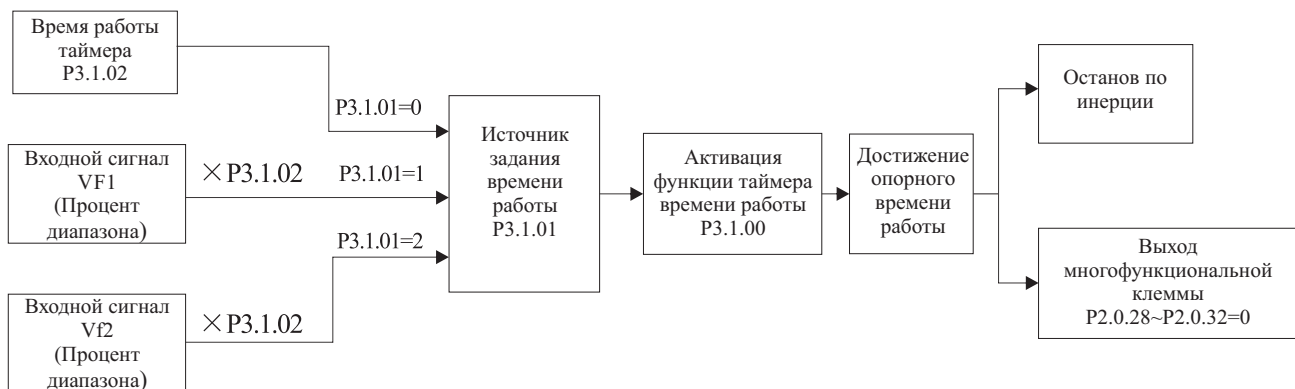 Время работы
таймера
P3.1.02
P3.1.01=0
Входной сигнал
VF1
(Процент
диапазона)
×P3.1.02
P3.1.01=1
Входной сигнал
Vf2
(Процент
диапазона)
×P3.1.02
P3.1.01=2
Источник
задания
времени
работы
P3.1.01
Активация
функции таймера
времени работы
P3.1.00
Достижение
опорного
времени
работы
Останов по
инерции
Выход
многофункциональной
клеммы
P2.0.28~P2.0.32=0